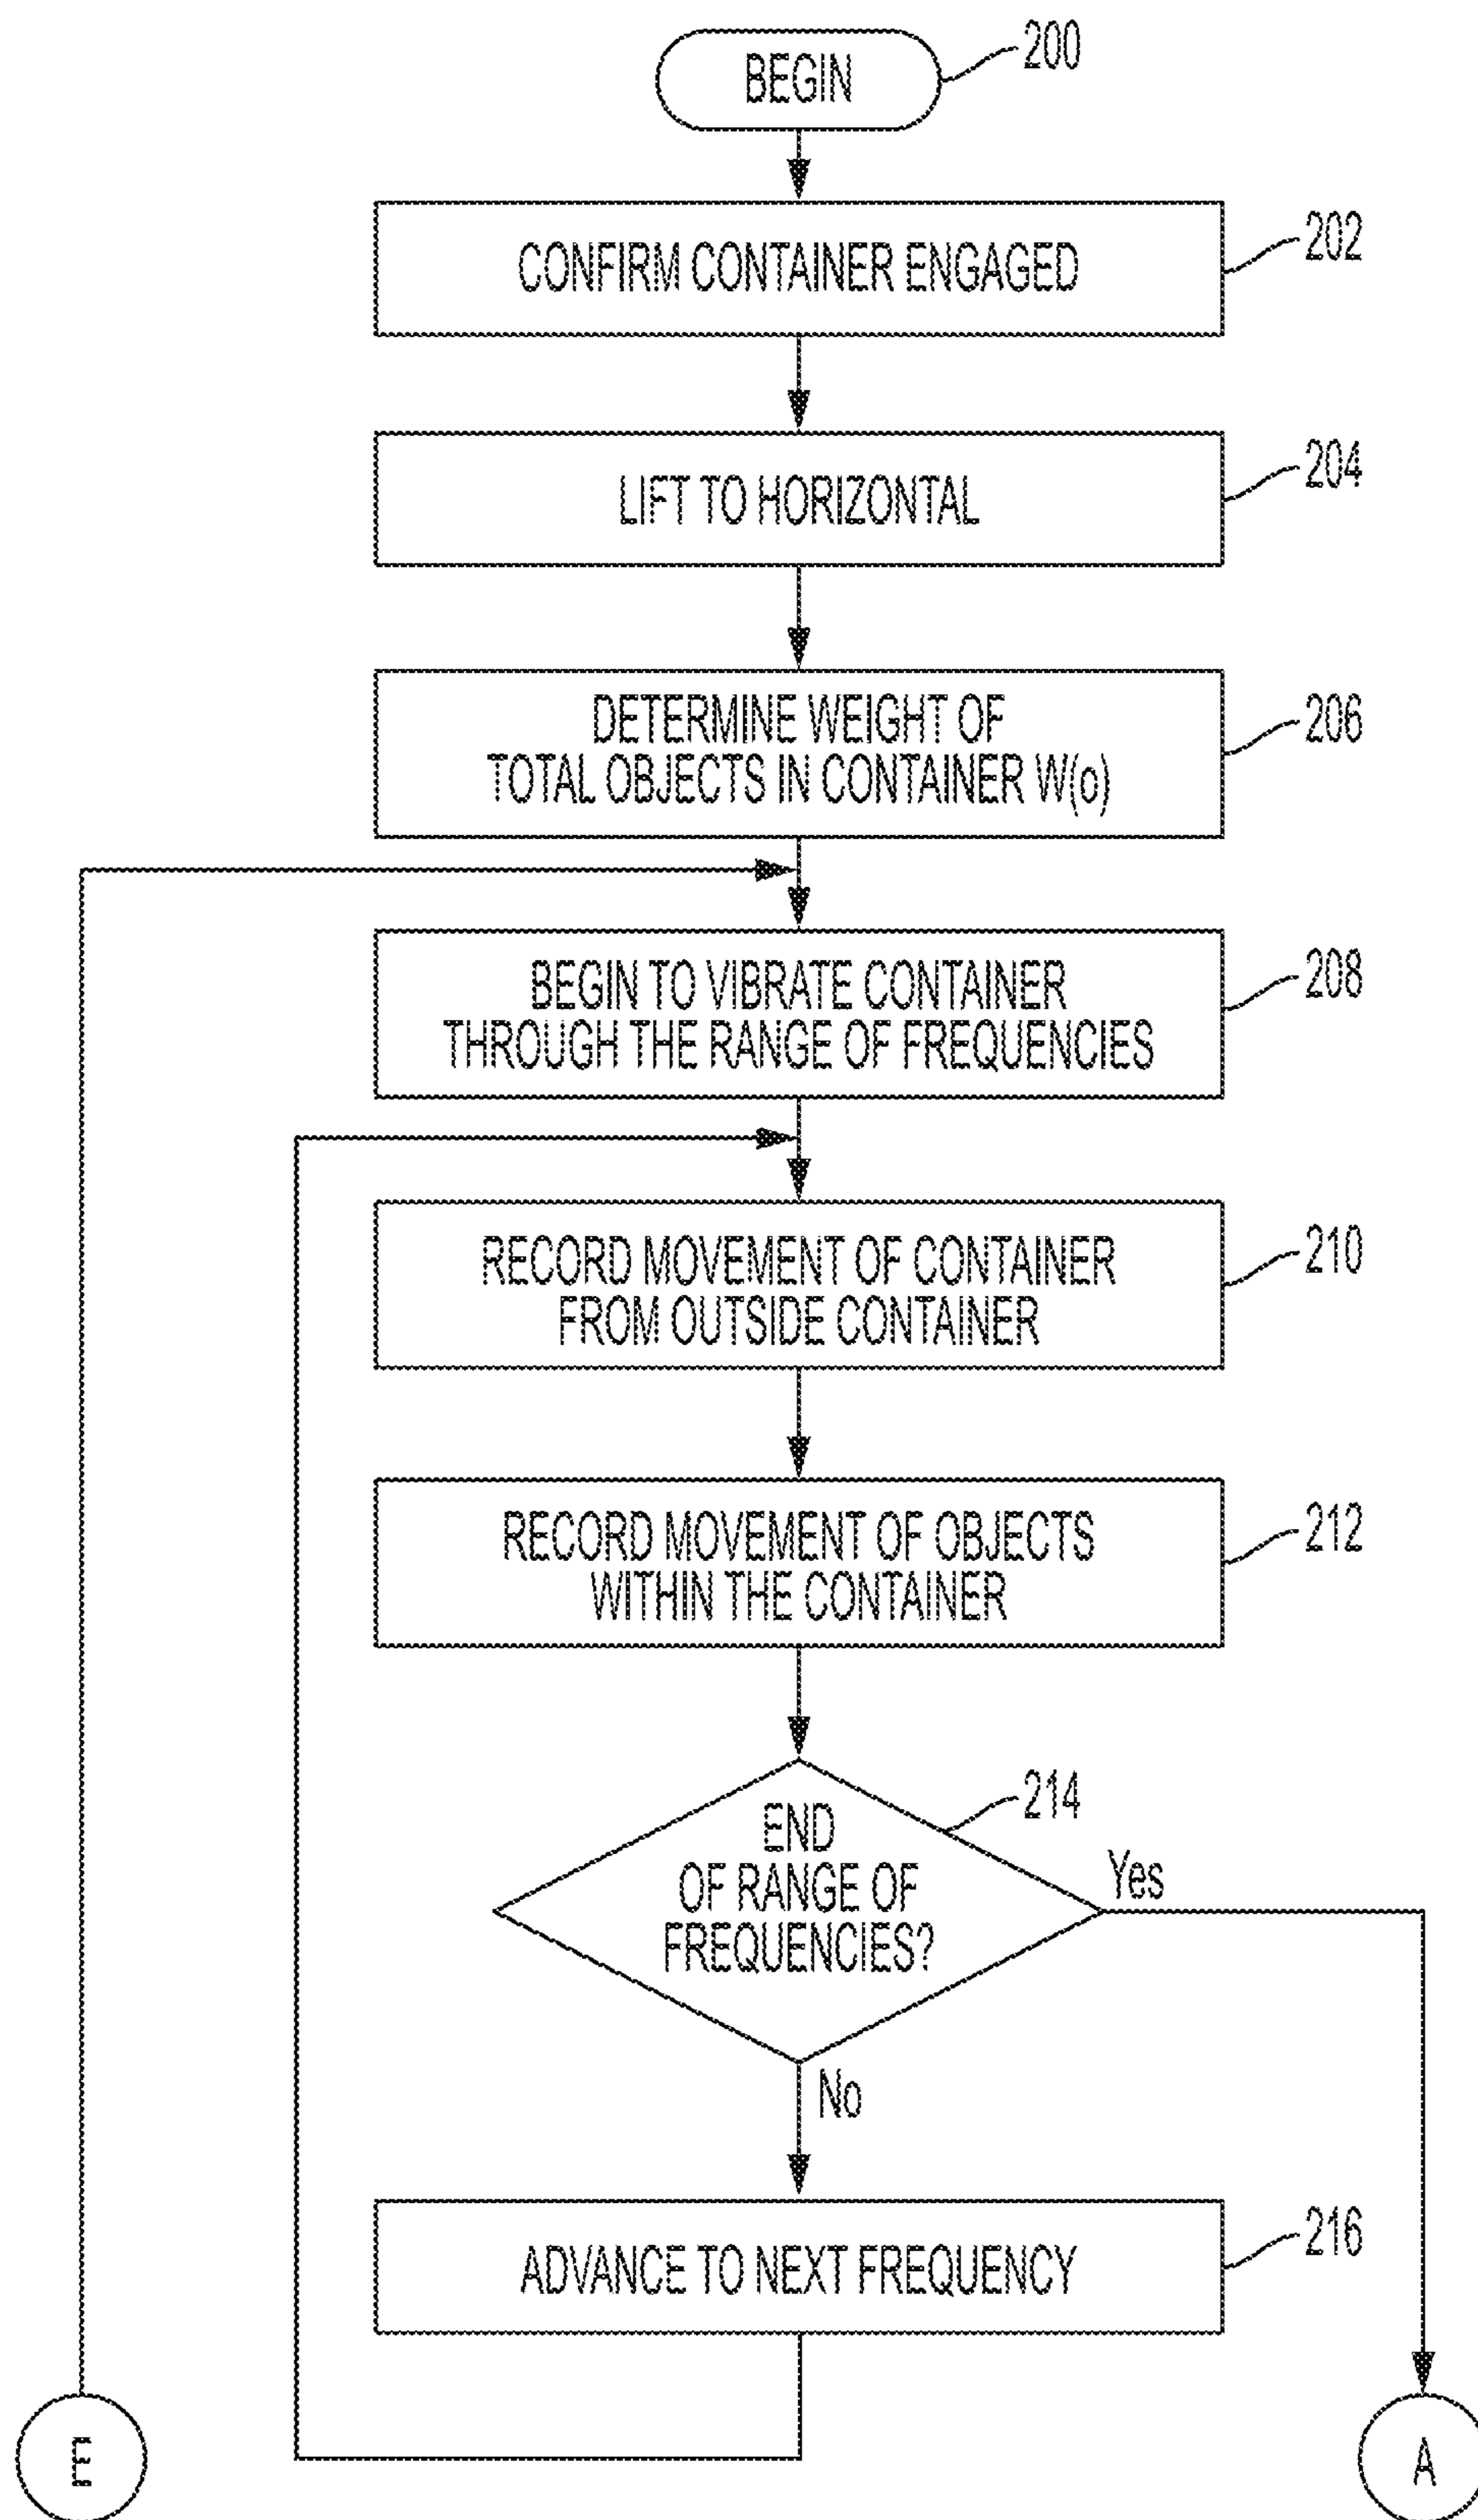 BEGIN
200
CONFIRM CONTAINER ENGAGED
202
LIFT TO HORIZONTAL
204
DETERMINE WEIGHT OF
TOTAL OBJECTS IN CONTAINER W(o)
206
BEGIN TO VIBRATE CONTAINER
THROUGH THE RANGE OF FREQUENCIES
208
RECORD MOVEMENT OF CONTAINER
FROM OUTSIDE CONTAINER
210
RECORD MOVEMENT OF OBJECTS
WITHIN THE CONTAINER
212
END
OF RANGE OF
FREQUENCIES?
214
Yes
No
ADVANCE TO NEXT FREQUENCY
216
E
A